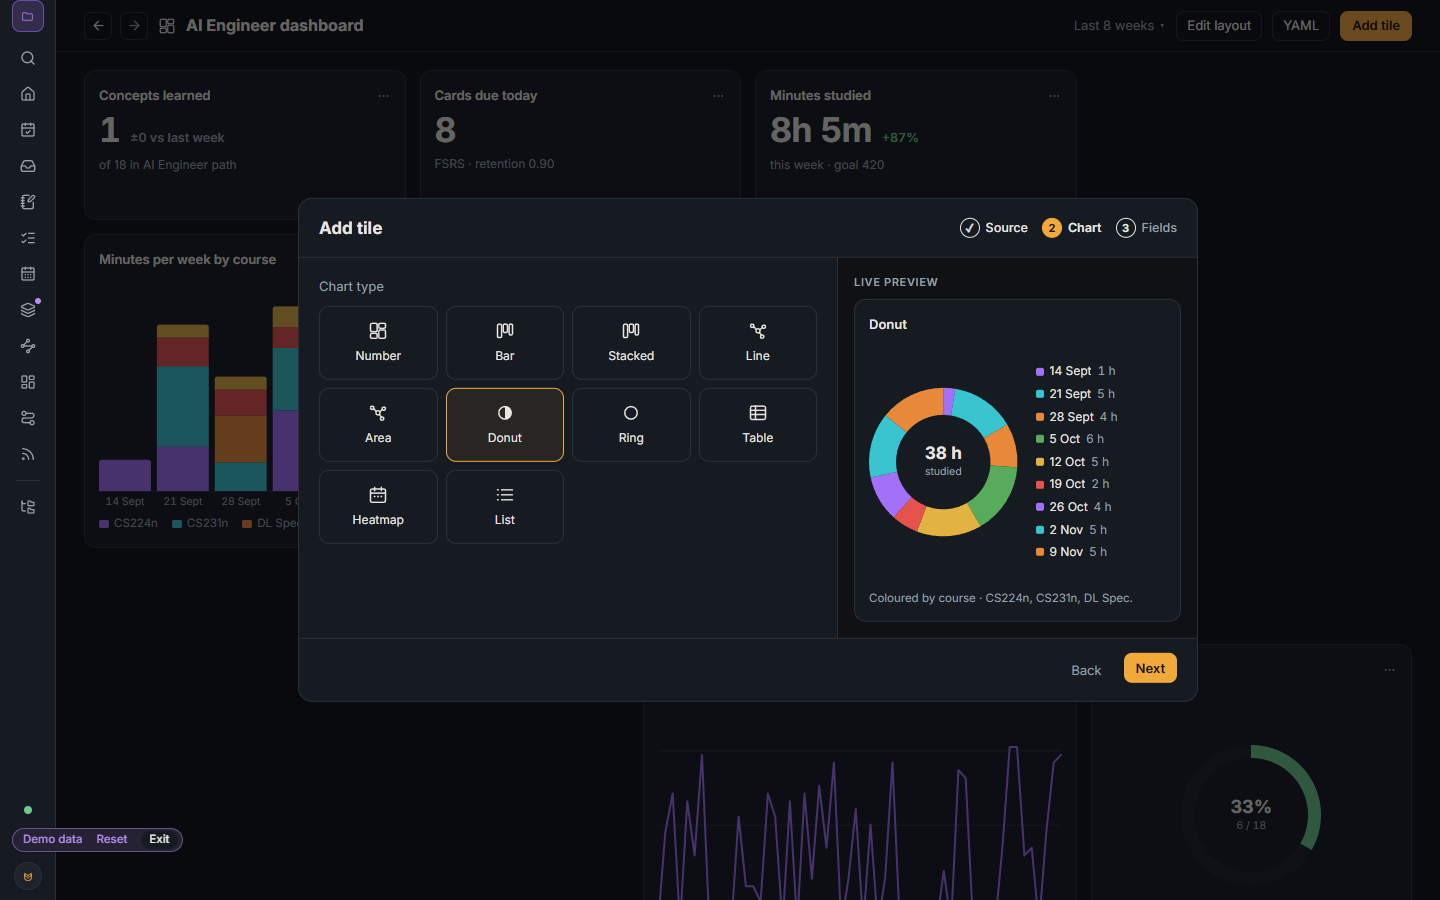 AI Engineer dashboard
Last 8 weeks
Edit layout
YAML
Add tile
Concepts learned
1 ±0 vs last week
of 18 in AI Engineer path
Cards due today
8
FSRS · retention 0.90
Minutes studied
8h 5m +87%
this week · goal 420
Minutes per week by course
14 Sept 21 Sept 28 Sept 5 O
CS224n CS231n DL Spec
Add tile
✓ Source 2 Chart 3 Fields
Chart type
Number
Bar
Stacked
Line
Area
Donut
Ring
Table
Heatmap
List
LIVE PREVIEW
Donut
38 h
studied
14 Sept 1 h
21 Sept 5 h
28 Sept 4 h
5 Oct 6 h
12 Oct 5 h
19 Oct 2 h
26 Oct 4 h
2 Nov 5 h
9 Nov 5 h
Coloured by course · CS224n, CS231n, DL Spec.
Back
Next
33%
6 / 18
Demo data Reset Exit